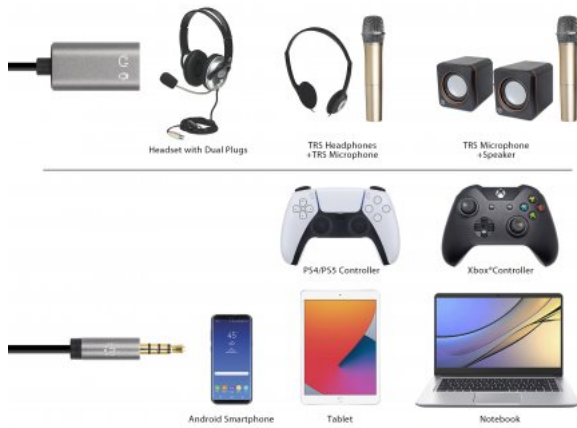 Headset with Dual Plugs
TRS Headphones
+TRS Microphone
TRS Microphone
+Speaker
PS4/PS5 Controller
Xbox®Controller
45
Android Smartphone
Tablet
Notebook